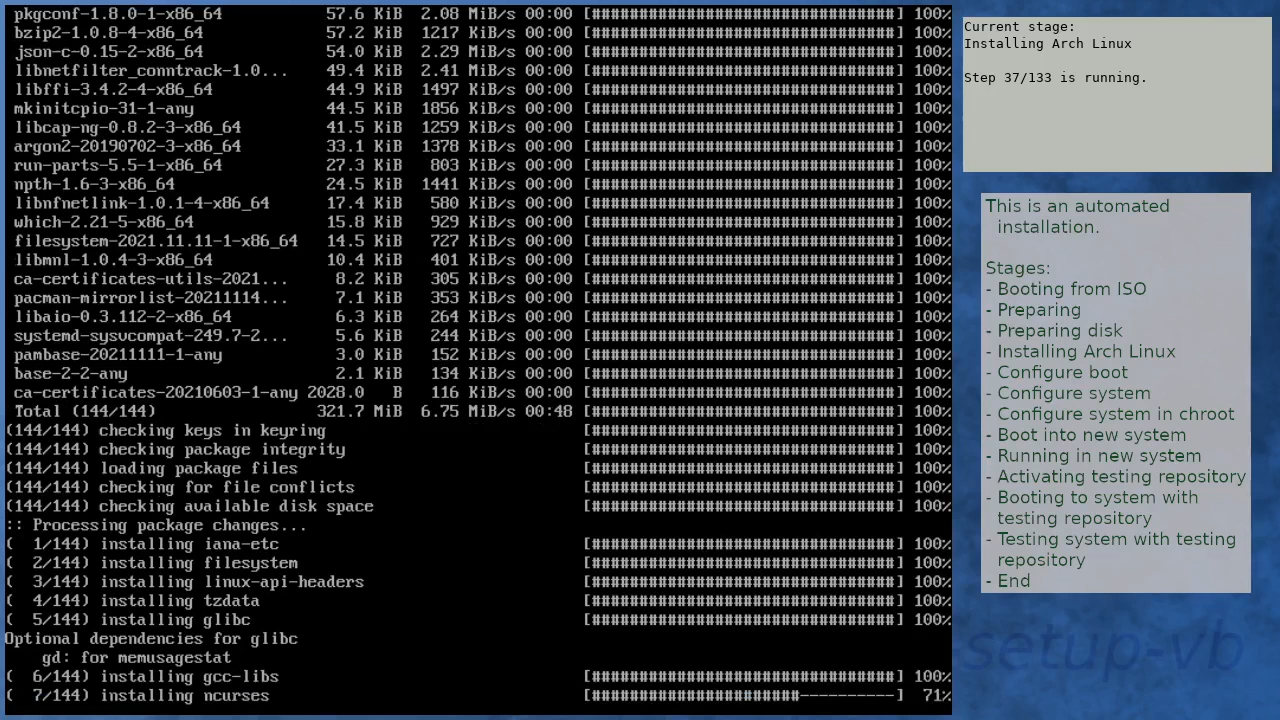 pkgconf-1.8.0-1-x86_64 57.6 KiB 2.08 MiB/s 00:00 [################################] 100%
bzip2-1.0.8-4-x86_64 57.2 KiB 1217 KiB/s 00:00 [################################] 100%
json-c-0.15-2-x86_64 54.0 KiB 2.29 MiB/s 00:00 [################################] 100%
libnetfilter_conntrack-1.0... 49.4 KiB 2.41 MiB/s 00:00 [################################] 100%
libffi-3.4.2-4-x86_64 44.9 KiB 1497 KiB/s 00:00 [################################] 100%
mkinitcpio-31-1-any 44.5 KiB 1856 KiB/s 00:00 [################################] 100%
libcap-ng-0.8.2-3-x86_64 41.5 KiB 1259 KiB/s 00:00 [################################] 100%
argon2-20190702-3-x86_64 33.1 KiB 1378 KiB/s 00:00 [################################] 100%
run-parts-5.5-1-x86_64 27.3 KiB 803 KiB/s 00:00 [################################] 100%
npth-1.6-3-x86_64 24.5 KiB 1441 KiB/s 00:00 [################################] 100%
libnfnetlink-1.0.1-4-x86_64 17.4 KiB 580 KiB/s 00:00 [################################] 100%
which-2.21-5-x86_64 15.8 KiB 929 KiB/s 00:00 [################################] 100%
filesystem-2021.11.11-1-x86_64 14.5 KiB 727 KiB/s 00:00 [################################] 100%
libmnl-1.0.4-3-x86_64 10.4 KiB 401 KiB/s 00:00 [################################] 100%
ca-certificates-utils-2021... 8.2 KiB 305 KiB/s 00:00 [################################] 100%
pacman-mirrorlist-20211114... 7.1 KiB 353 KiB/s 00:00 [################################] 100%
libaio-0.3.112-2-x86_64 6.3 KiB 264 KiB/s 00:00 [################################] 100%
systemd-sysvcompat-249.7-2... 5.6 KiB 244 KiB/s 00:00 [################################] 100%
pambase-20211111-1-any 3.0 KiB 152 KiB/s 00:00 [################################] 100%
base-2-2-any 2.1 KiB 134 KiB/s 00:00 [################################] 100%
ca-certificates-20210603-1-any 2028.0 B 116 KiB/s 00:00 [################################] 100%
Total (144/144) 321.7 MiB 6.75 MiB/s 00:48 [################################] 100%
(144/144) checking keys in keyring [################################] 100%
(144/144) checking package integrity [################################] 100%
(144/144) loading package files [################################] 100%
(144/144) checking for file conflicts [################################] 100%
(144/144) checking available disk space [################################] 100%
:: Processing package changes...
( 1/144) installing iana-etc [################################] 100%
( 2/144) installing filesystem [################################] 100%
( 3/144) installing linux-api-headers [################################] 100%
( 4/144) installing tzdata [################################] 100%
( 5/144) installing glibc [################################] 100%
Optional dependencies for glibc
gd: for memusagestat
( 6/144) installing gcc-libs [################################] 100%
( 7/144) installing ncurses [######################----------] 71%
Current stage:
Installing Arch Linux
Step 37/133 is running.
This is an automated
installation.
Stages:
- Booting from ISO
- Preparing
- Preparing disk
- Installing Arch Linux
- Configure boot
- Configure system
- Configure system in chroot
- Boot into new system
- Running in new system
- Activating testing repository
- Booting to system with
testing repository
- Testing system with testing
repository
- End
setup-vb